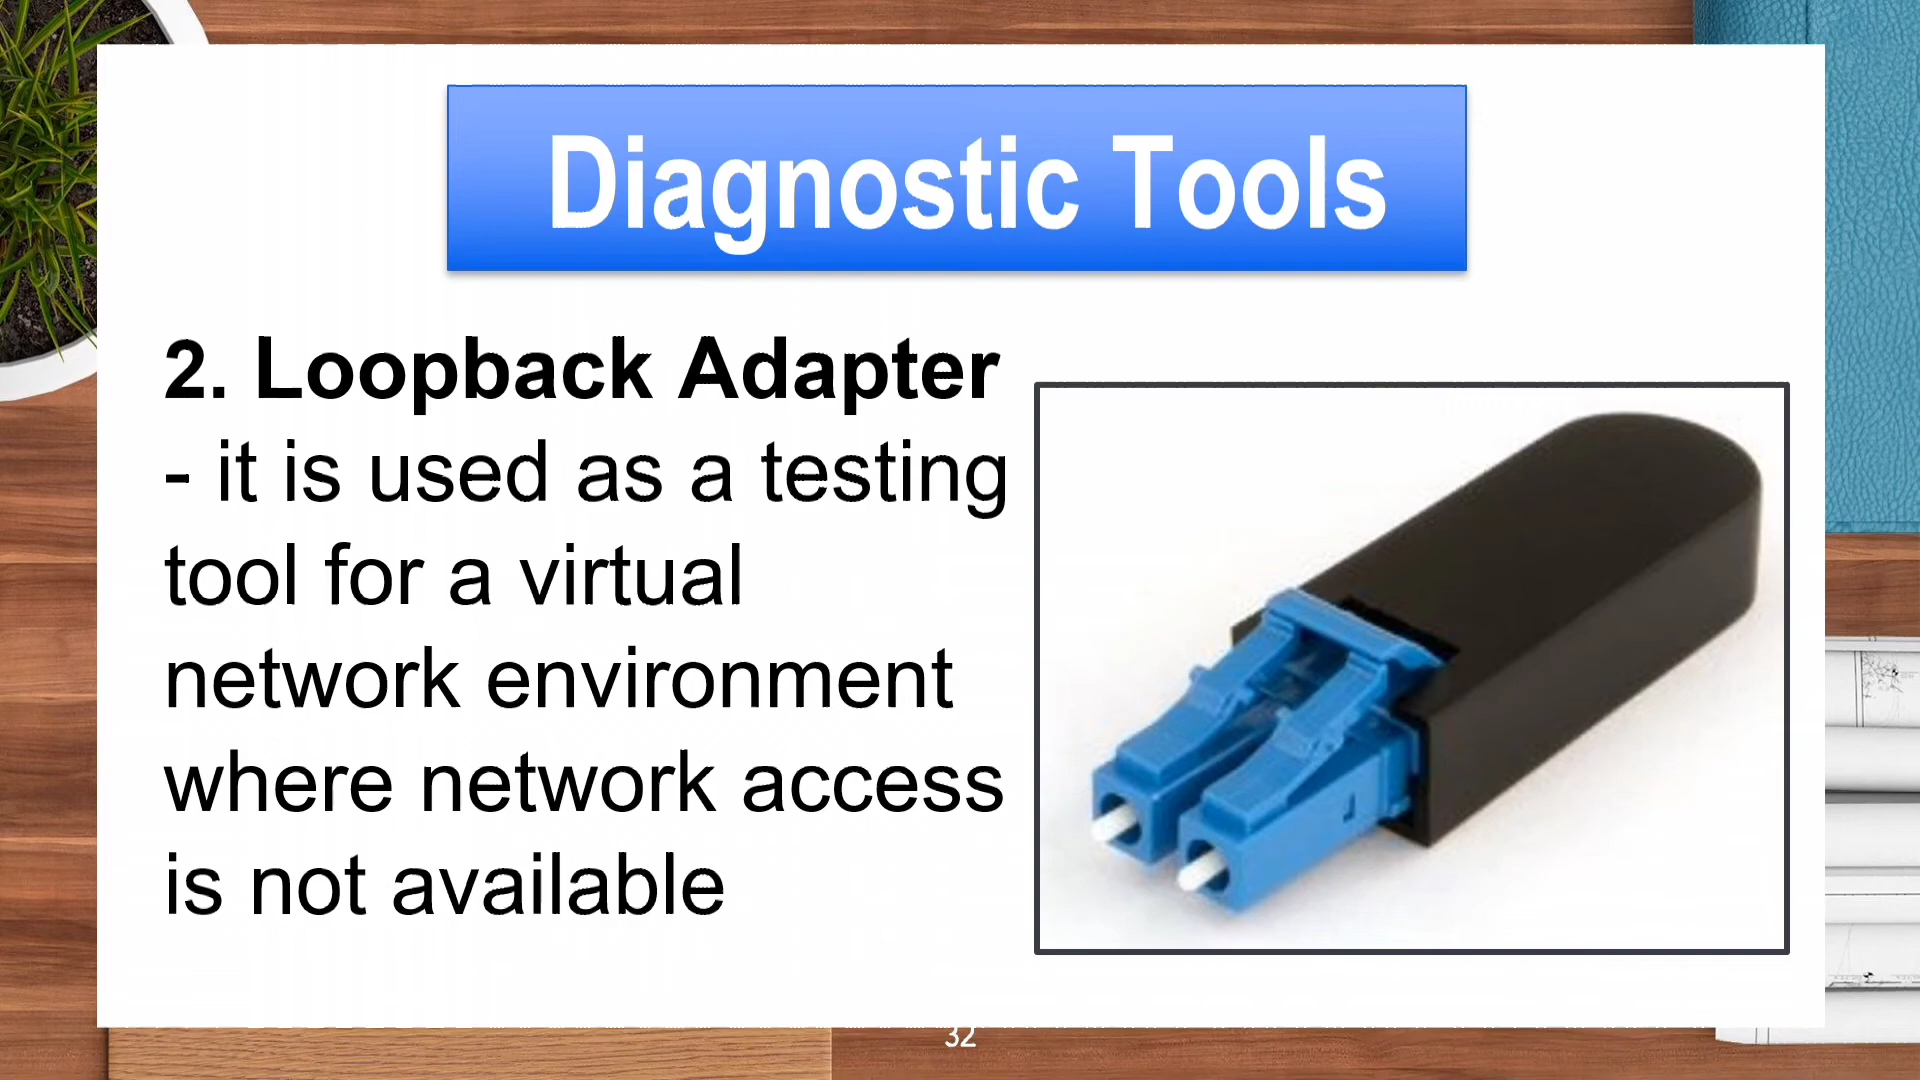 Diagnostic Tools
2. Loopback Adapter
- it is used as a testing
tool for a virtual
network environment
where network access
is not available
32